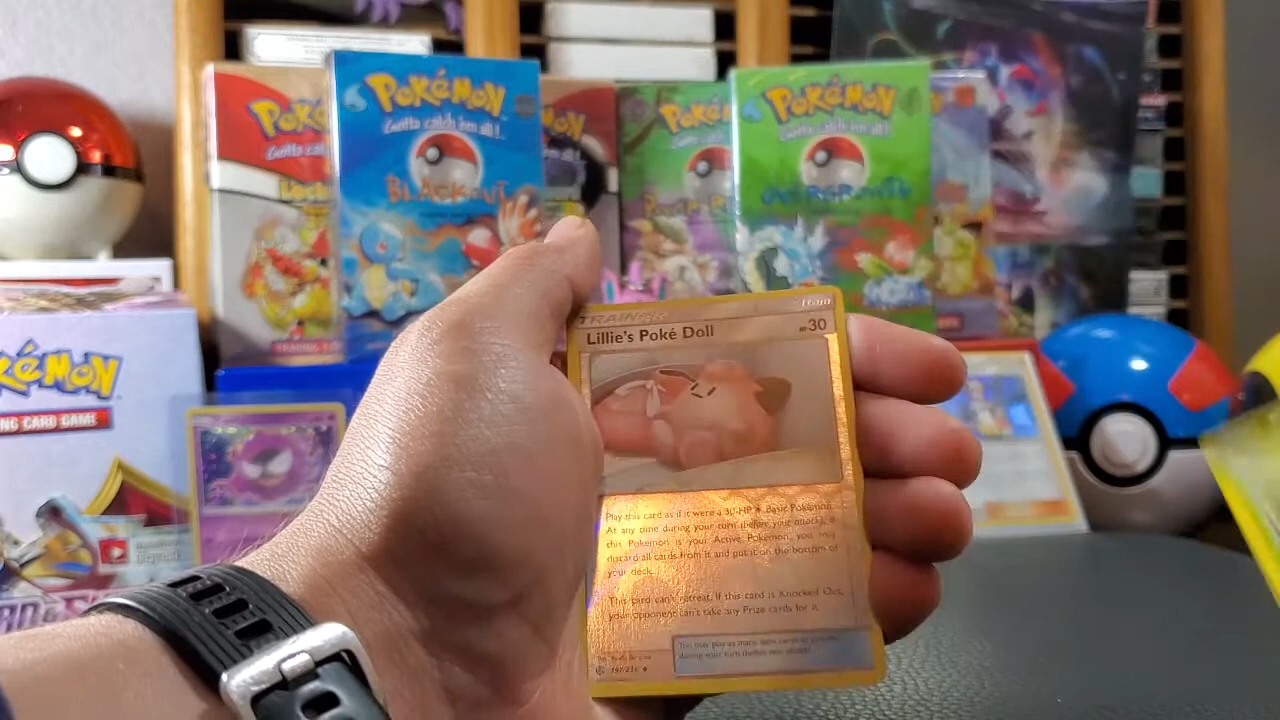 POKéMON
Gotta catch 'em all!
BLACKOUT
POKéMON
Gotta catch 'em all!
OVERGROWTH
POKéMON
TRADING CARD GAME
TRAINER
Item
Lillie's Poké Doll
HP30
Play this card as if it were a 30-HP Basic Pokémon.
At any time during your turn (before your attack), if
this Pokémon is your Active Pokémon, you may
discard all cards from it and put it on the bottom of
your deck.
This card can't retreat. If this card is Knocked Out,
your opponent can't take any Prize cards for it.
You may play as many Item cards as you like
during your turn (before your attack).
197/236